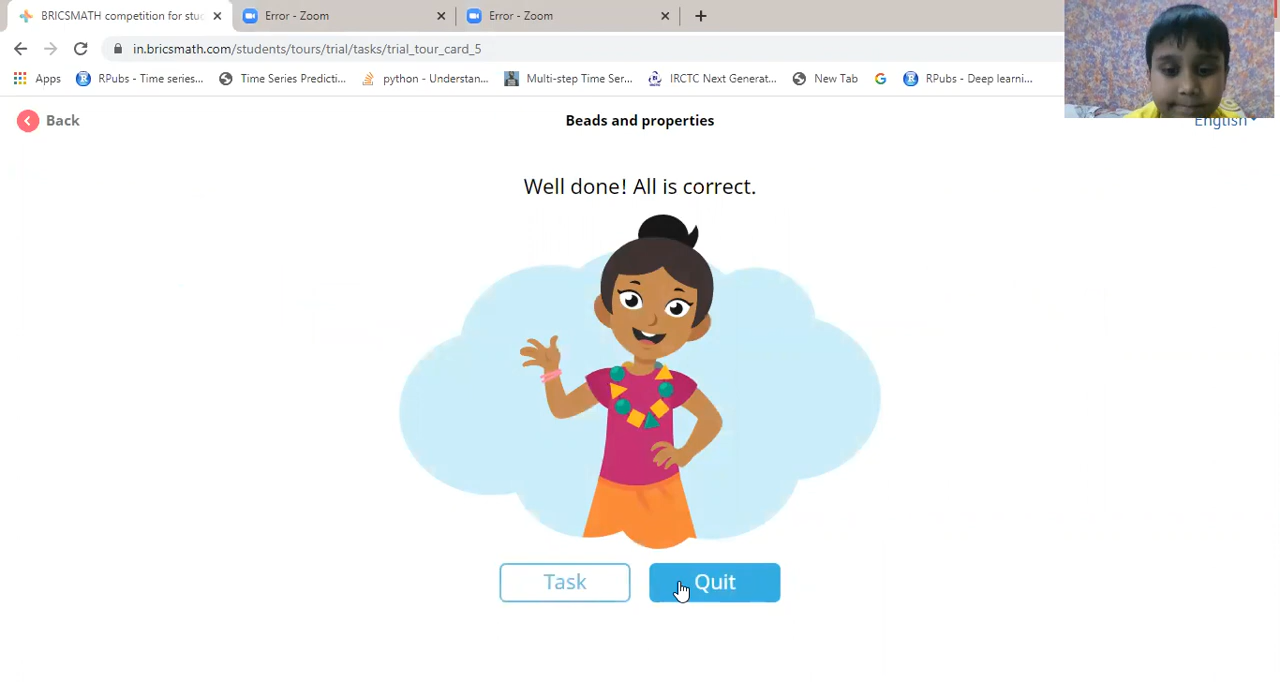 BRICSMATH competition for stu
Error - Zoom
Error - Zoom
in.bricsmath.com/students/tours/trial/tasks/trial_tour_card_5
Apps
RPubs - Time series...
Time Series Predicti...
python - Understan...
Multi-step Time Ser...
IRCTC Next Generat...
New Tab
RPubs - Deep learni...
Back
Beads and properties
English
Well done! All is correct.
Task
Quit